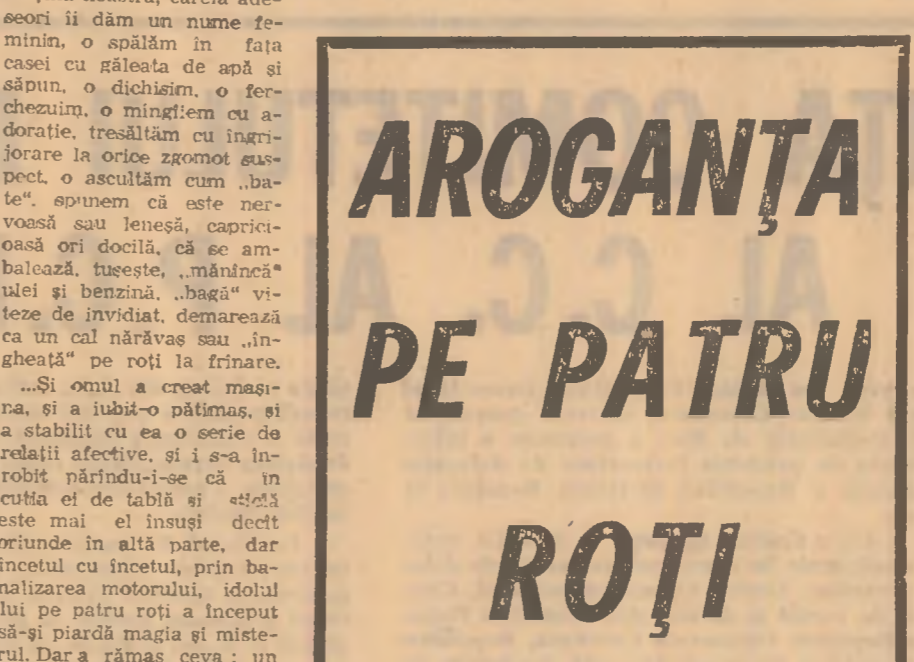 noastră, căreia ade-
seori îi dăm un nume fe-
minin, o spălăm în fața
casei cu găleata de apă și
săpun, o dichisim, o fer-
chezuim, o mîngîiem cu a-
dorație, tresăltăm cu îngri-
jorare la orice zgomot sus-
pect, o ascultăm cum „ba-
te“, spunem că este ner-
voasă sau leneșă, caprici-
oasă ori docilă, că se am-
balează, tușește, „mănîncă“
ulei și benzină, „bagă“ vi-
teze de invidiat, demarează
ca un cal nărăvaș sau „în-
gheață“ pe roți la frînare.
...Și omul a creat mași-
na, și a iubit-o pătimaș, și
a stabilit cu ea o serie de
relații afective, și i s-a în-
robit părîndu-i-se că în
cutia ei de tablă și sticlă
este mai el însuși decît
oriunde în altă parte, dar
încetul cu încetul, prin ba-
nalizarea motorului, idolul
lui pe patru roți a început
să-și piardă magia și miste-
rul. Dar a rămas ceva : un
AROGANȚA
PE PATRU
ROȚI